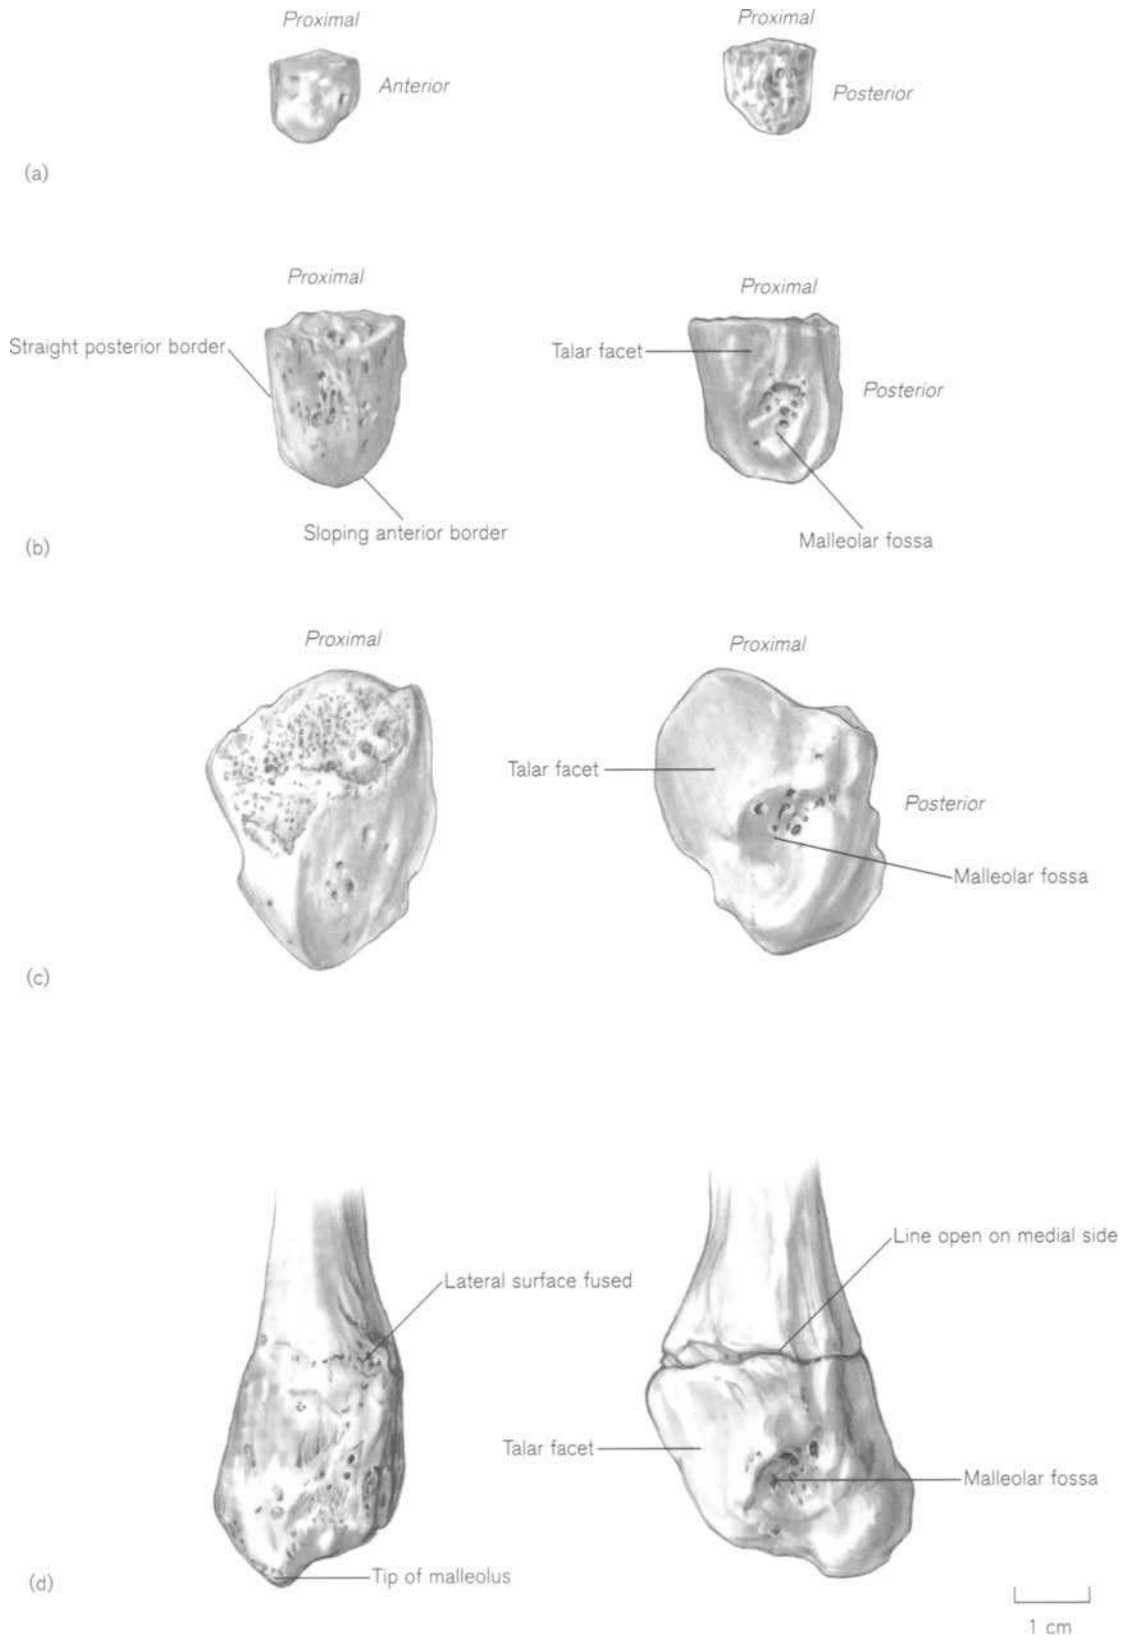 Proximal
Proximal
Anterior
Posterior
(a)
Proximal
Proximal
Straight posterior border
Talar facet
Posterior
Sloping anterior border
Malleolar fossa
(b)
Proximal
Proximal
Talar facet
Posterior
Malleolar fossa
(c)
Line open on medial side
Lateral surface fused
Talar facet
Malleolar fossa
Tip of malleolus
(d)
1 cm